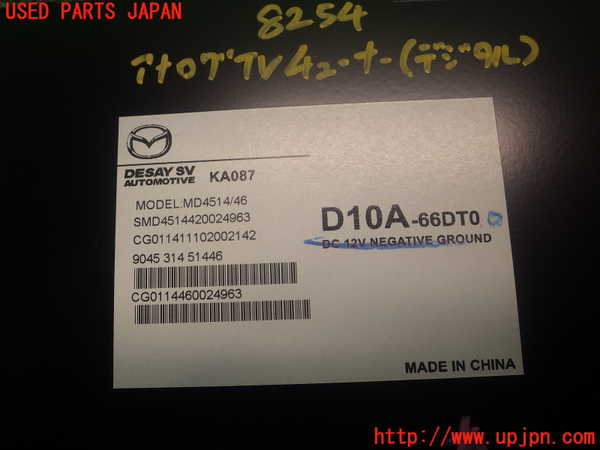 USED PARTS JAPAN
8254
アナログTVチューナー(デジタル)
DESAY SV
AUTOMOTIVE KA087
MODEL:MD4514/46
SMD4514420024963
CG011411102002142
9045 314 51446
CG0114460024963
D10A-66DT0
DC 12V NEGATIVE GROUND
MADE IN CHINA
http://www.upjpn.com